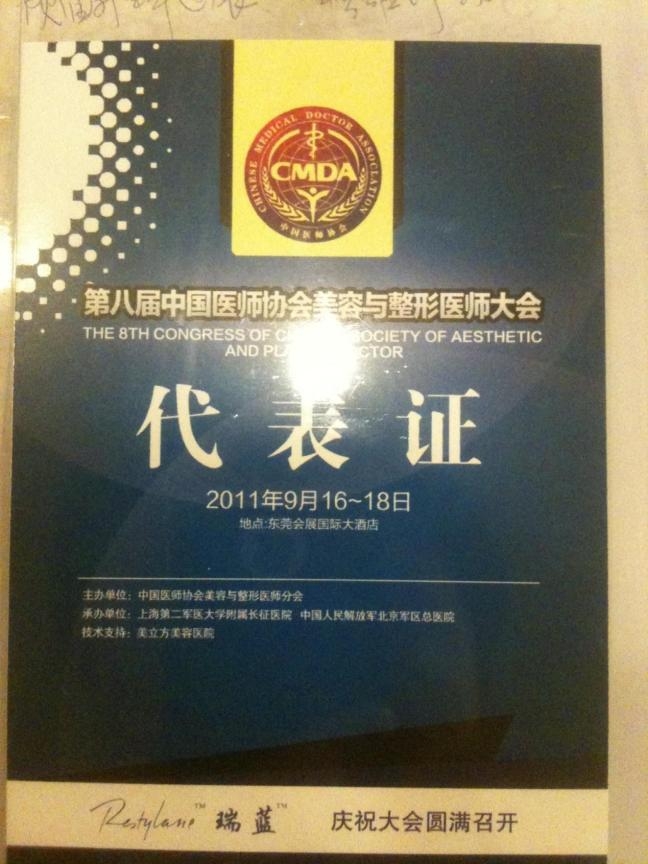 CHINESE MEDICAL DOCTOR ASSOCIATION
CMDA
中国医师协会
第八届中国医师协会美容与整形医师大会
THE 8TH CONGRESS OF SOCIETY OF AESTHETIC
AND
代表证
2011年9月16~18日
地点:东莞会展国际大酒店
主办单位：中国医师协会美容与整形医师分会
承办单位：上海第二军医大学附属长征医院 中国人民解放军北京军区总医院
技术支持：美立方美容医院
Restylane™ 瑞蓝™ 庆祝大会圆满召开